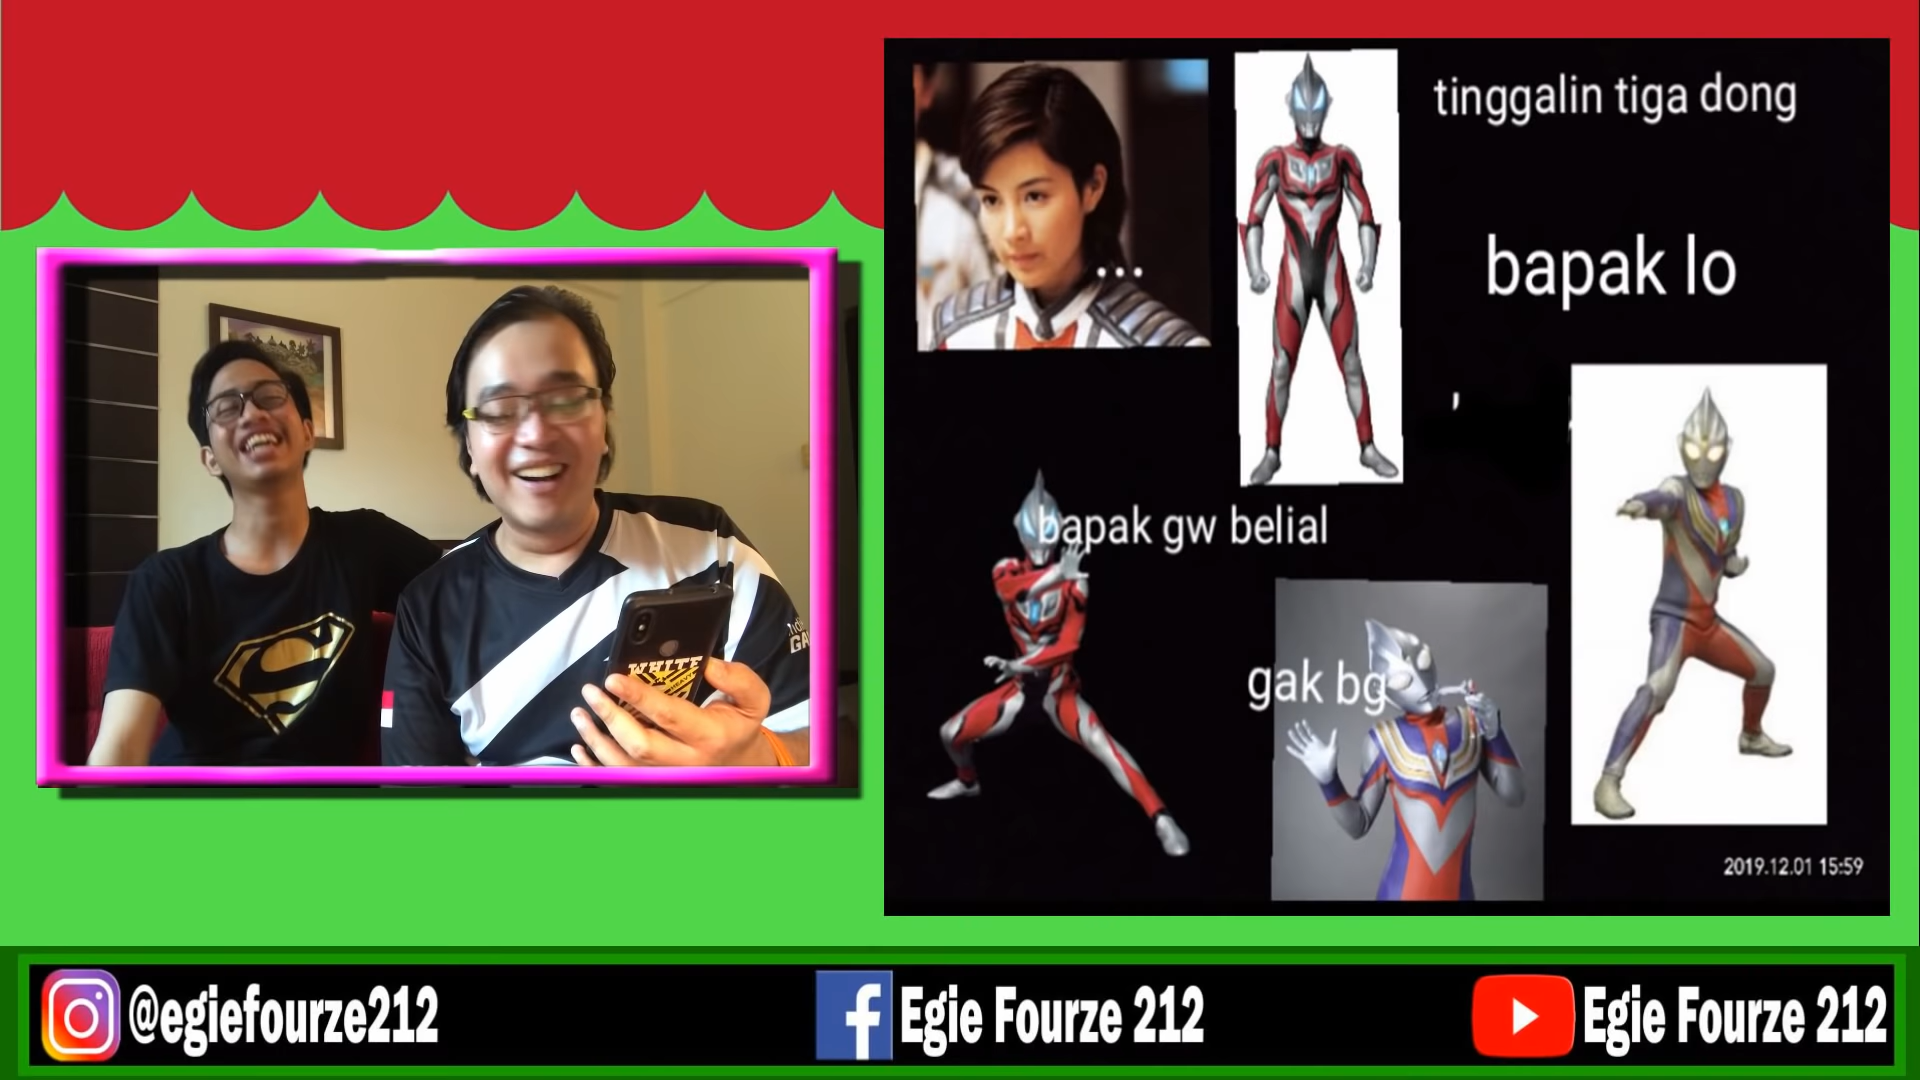 tinggalin tiga dong
...
bapak lo
,
bapak gw belial
gak bg
WHITE
HEAVY
2019.12.01 15:59
@egiefourze212
Egie Fourze 212
Egie Fourze 212